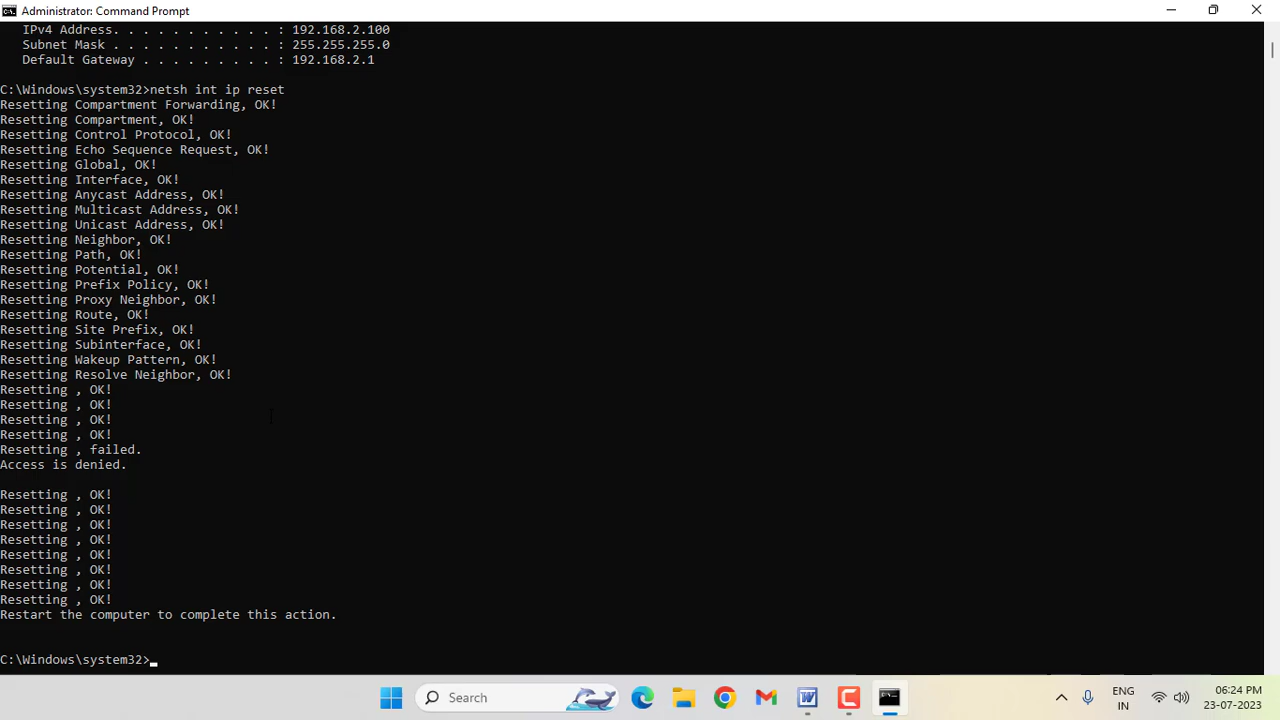 Administrator: Command Prompt
IPv4 Address. . . . . . . . . . . : 192.168.2.100
Subnet Mask . . . . . . . . . . . : 255.255.255.0
Default Gateway . . . . . . . . . : 192.168.2.1
C:\Windows\system32>netsh int ip reset
Resetting Compartment Forwarding, OK!
Resetting Compartment, OK!
Resetting Control Protocol, OK!
Resetting Echo Sequence Request, OK!
Resetting Global, OK!
Resetting Interface, OK!
Resetting Anycast Address, OK!
Resetting Multicast Address, OK!
Resetting Unicast Address, OK!
Resetting Neighbor, OK!
Resetting Path, OK!
Resetting Potential, OK!
Resetting Prefix Policy, OK!
Resetting Proxy Neighbor, OK!
Resetting Route, OK!
Resetting Site Prefix, OK!
Resetting Subinterface, OK!
Resetting Wakeup Pattern, OK!
Resetting Resolve Neighbor, OK!
Resetting , OK!
Resetting , OK!
Resetting , OK!
Resetting , OK!
Resetting , failed.
Access is denied.
Resetting , OK!
Resetting , OK!
Resetting , OK!
Resetting , OK!
Resetting , OK!
Resetting , OK!
Resetting , OK!
Resetting , OK!
Restart the computer to complete this action.
C:\Windows\system32>
Search
ENG
IN
06:24 PM
23-07-2023